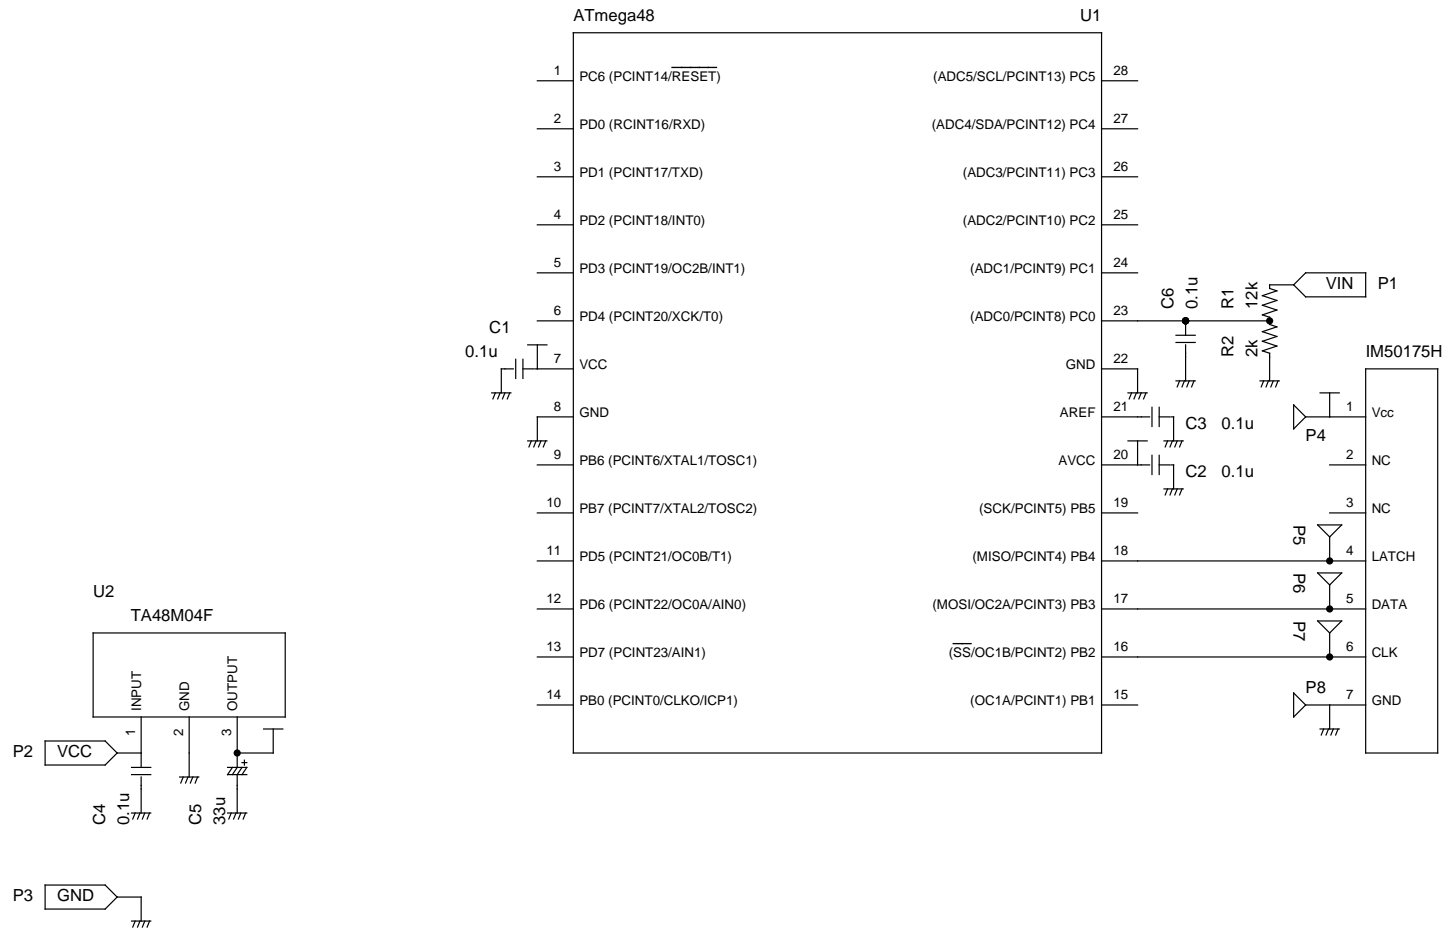 ATmega48 U1
1 PC6 (PCINT14/RESET) (ADC5/SCL/PCINT13) PC5 28
2 PD0 (RCINT16/RXD) (ADC4/SDA/PCINT12) PC4 27
3 PD1 (PCINT17/TXD) (ADC3/PCINT11) PC3 26
4 PD2 (PCINT18/INT0) (ADC2/PCINT10) PC2 25
5 PD3 (PCINT19/OC2B/INT1) (ADC1/PCINT9) PC1 24
C6 0.1u R1 12k VIN P1
6 PD4 (PCINT20/XCK/T0) (ADC0/PCINT8) PC0 23
C1 0.1u R2 2k IM50175H
7 VCC GND 22
8 GND AREF 21 C3 0.1u P4 1 Vcc
9 PB6 (PCINT6/XTAL1/TOSC1) AVCC 20 C2 0.1u 2 NC
10 PB7 (PCINT7/XTAL2/TOSC2) (SCK/PCINT5) PB5 19 3 NC
11 PD5 (PCINT21/OC0B/T1) (MISO/PCINT4) PB4 18 P5 4 LATCH
12 PD6 (PCINT22/OC0A/AIN0) (MOSI/OC2A/PCINT3) PB3 17 P6 5 DATA
13 PD7 (PCINT23/AIN1) (SS/OC1B/PCINT2) PB2 16 P7 6 CLK
14 PB0 (PCINT0/CLKO/ICP1) (OC1A/PCINT1) PB1 15 P8 7 GND
U2
TA48M04F
INPUT GND OUTPUT
1 2 3
P2 VCC +
C4 0.1u C5 33u
P3 GND